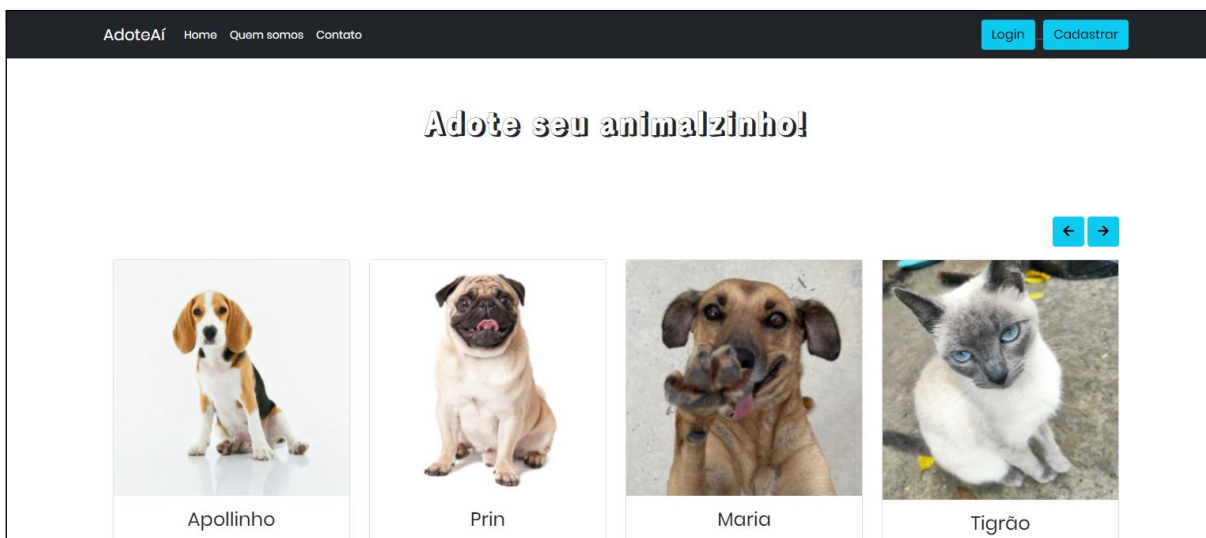 AdoteAí Home Quem somos Contato Login Cadastrar
Adote seu animalzinho!
Apollinho Prin Maria Tigrão